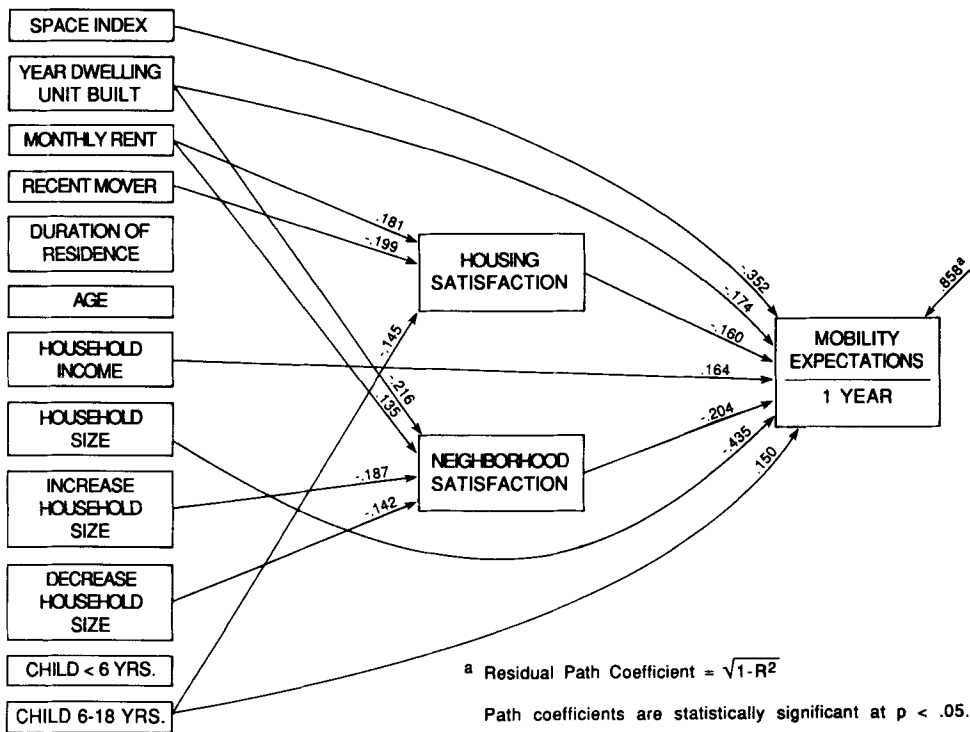 SPACE INDEX
YEAR DWELLING
UNIT BUILT
MONTHLY RENT
RECENT MOVER
DURATION OF
RESIDENCE
AGE
HOUSEHOLD
INCOME
HOUSEHOLD
SIZE
INCREASE
HOUSEHOLD
SIZE
DECREASE
HOUSEHOLD
SIZE
CHILD < 6 YRS.
CHILD 6-18 YRS.
.181
-.199
-.145
-.216
.135
-.187
-.142
HOUSING
SATISFACTION
NEIGHBORHOOD
SATISFACTION
-.352
-.174
-.160
.164
-.204
-.435
.150
.858ᵃ
MOBILITY
EXPECTATIONS
1 YEAR
ᵃ Residual Path Coefficient = √1-R²
Path coefficients are statistically significant at p < .05.